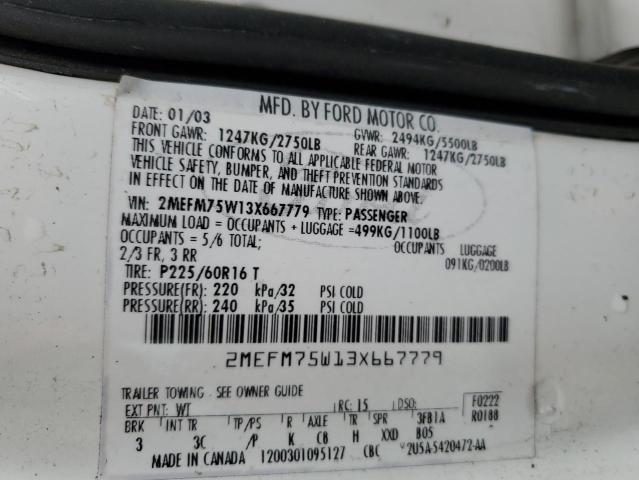 MFD. BY FORD MOTOR CO.
DATE: 01/03 GVWR: 2494KG/5500LB
FRONT GAWR: 1247KG/2750LB REAR GAWR: 1247KG/2750LB
THIS VEHICLE CONFORMS TO ALL APPLICABLE FEDERAL MOTOR
VEHICLE SAFETY, BUMPER, AND THEFT PREVENTION STANDARDS
IN EFFECT ON THE DATE OF MANUFACTURE SHOWN ABOVE.
VIN: 2MEFM75W13X667779 TYPE: PASSENGER
MAXIMUM LOAD = OCCUPANTS + LUGGAGE =499KG/1100LB
OCCUPANTS = 5/6 TOTAL; OCCUPANTS LUGGAGE
2/3 FR, 3 RR 091KG/0200LB
TIRE: P225/60R16 T
PRESSURE(FR): 220 kPa/32 PSI COLD
PRESSURE(RR): 240 kPa/35 PSI COLD
2MEFM75W13X667779
TRAILER TOWING - SEE OWNER GUIDE
EXT PNT: WT RC: 15 DSO: F0222
BRK INT TR TP/PS R AXLE TR SPR 3FB1A R0188
3 3C /P K CB H XXD B05
MADE IN CANADA 1200301095127 CBC 2U5A-5420472-AA